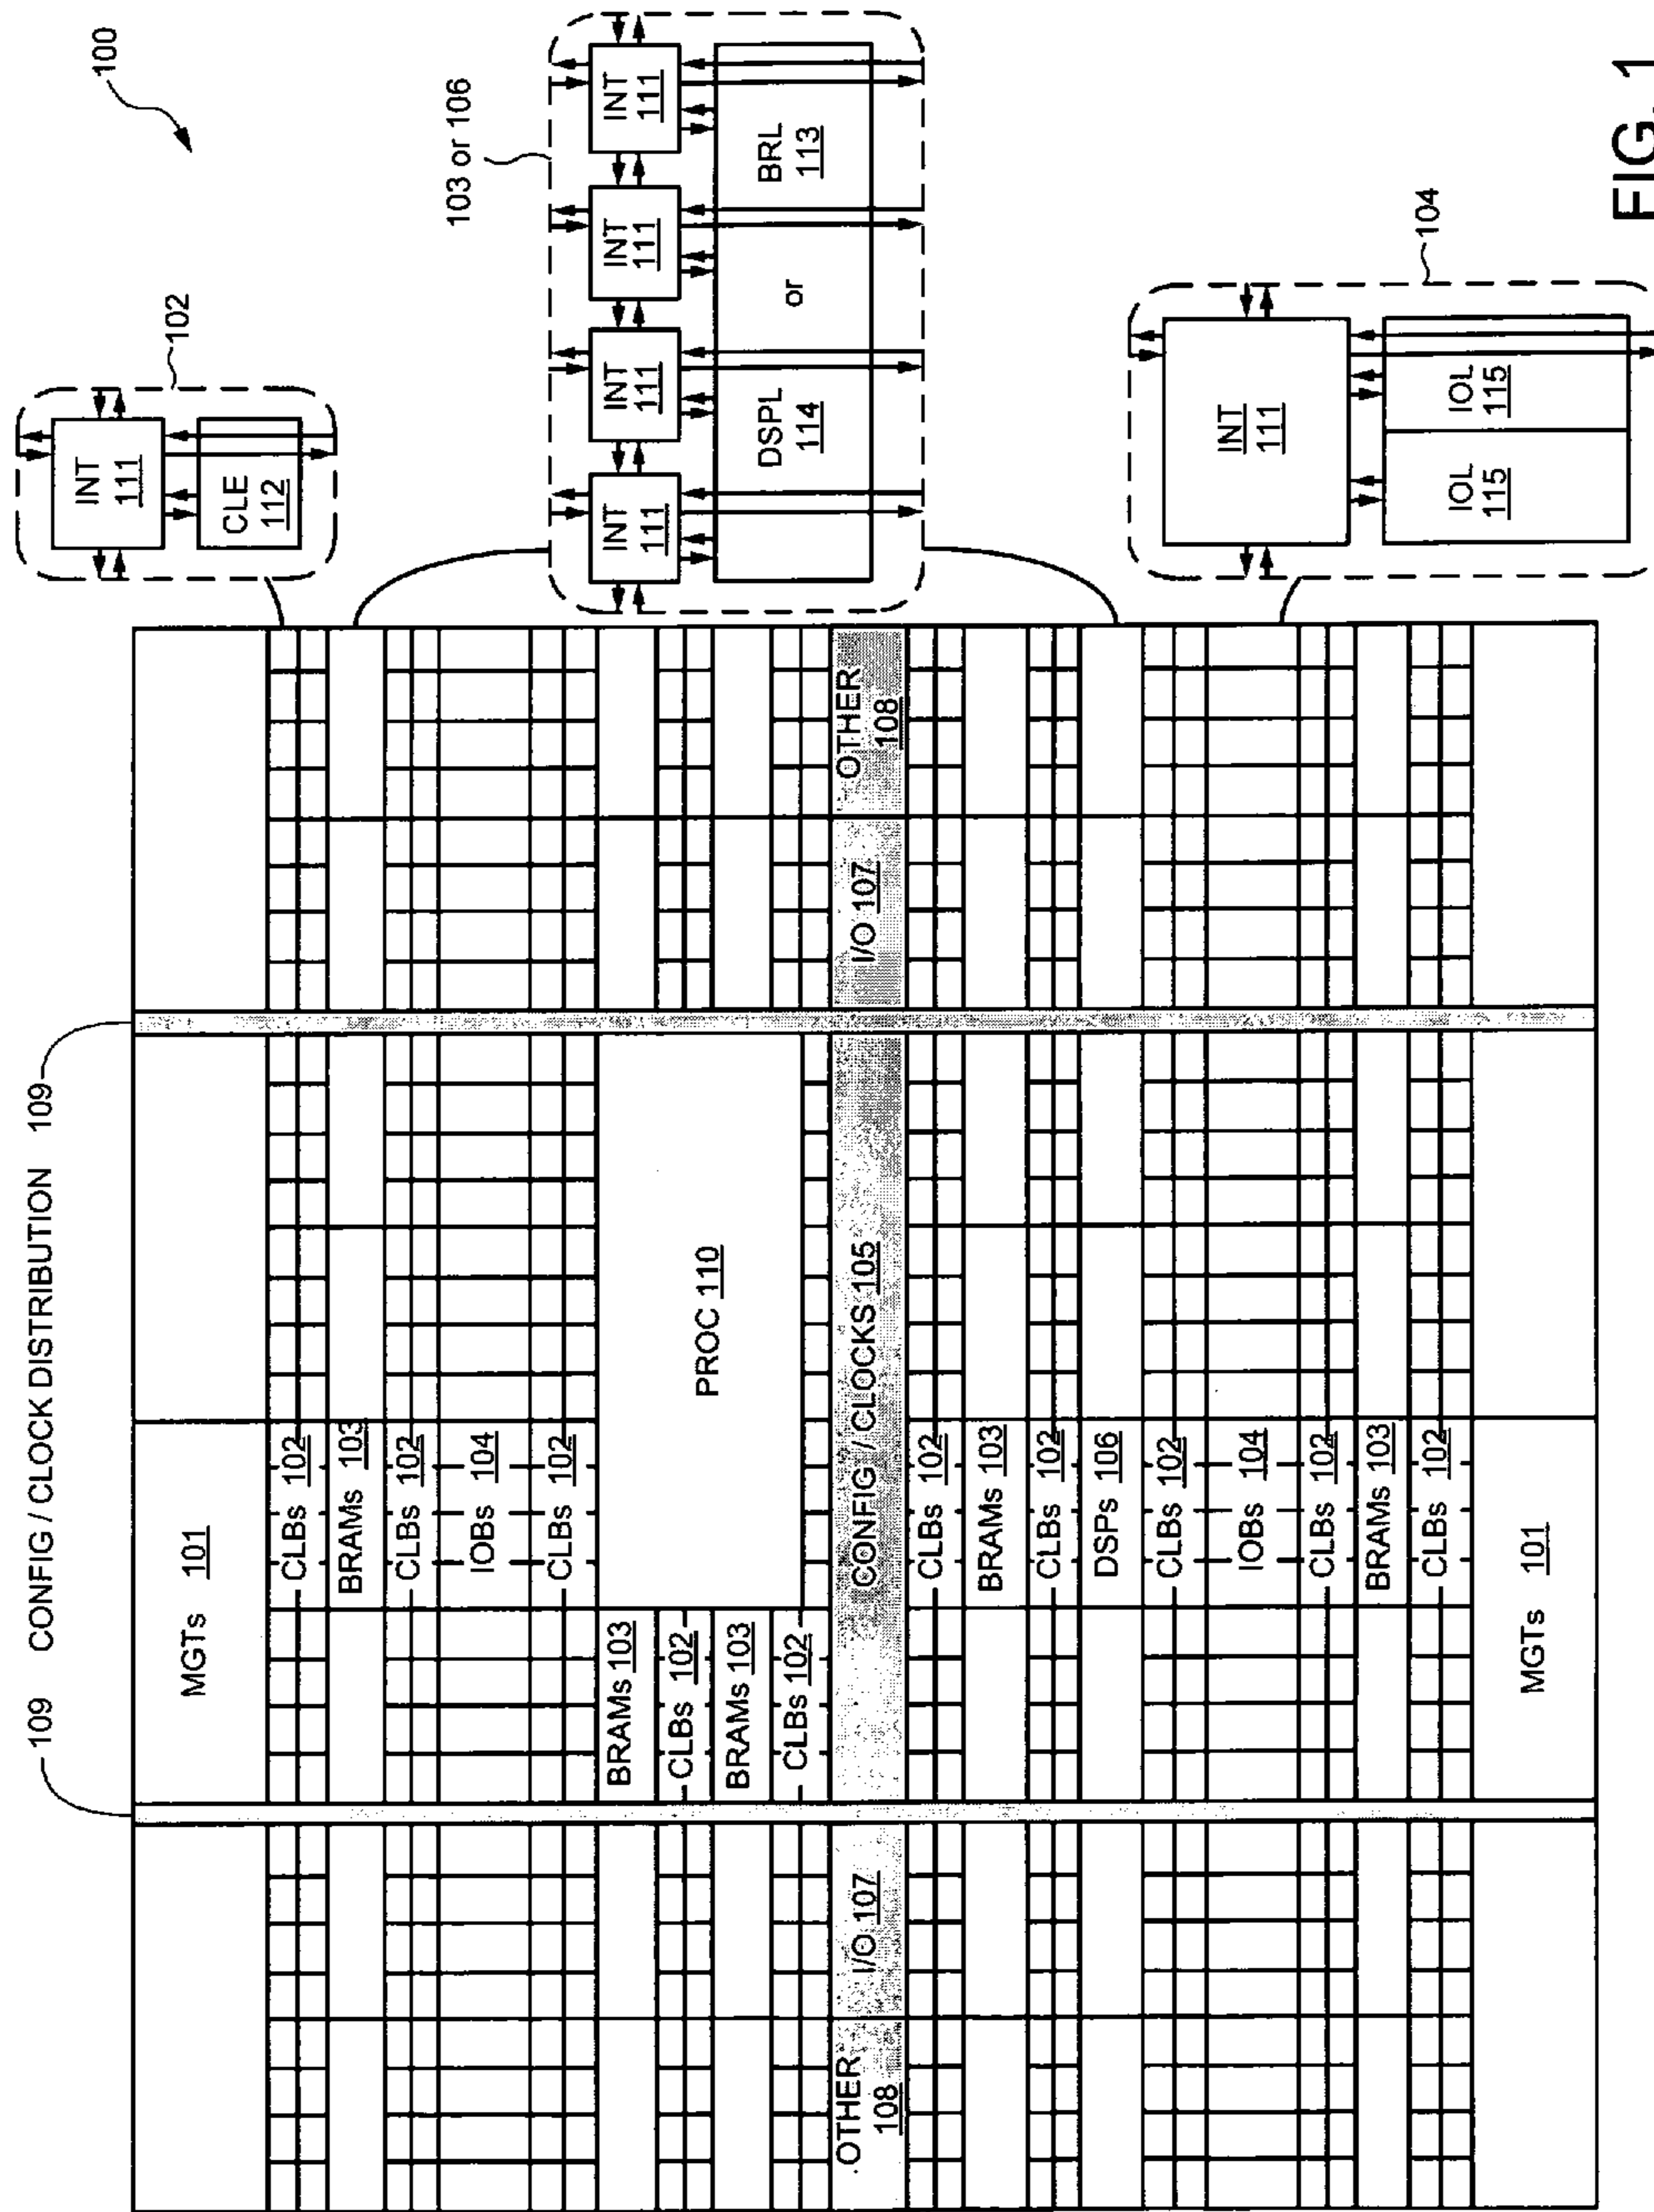 109 CONFIG / CLOCK DISTRIBUTION 109
100
MGTs 101
CLBs 102
BRAMs 103
CLBs 102
IOBs 104
CLBs 102
BRAMs 103
CLBs 102
BRAMs 103
CLBs 102
PROC 110
OTHER
108
I/O 107
CONFIG / CLOCKS 105
I/O 107
OTHER
108
CLBs 102
BRAMs 103
CLBs 102
DSPs 106
CLBs 102
IOBs 104
CLBs 102
BRAMs 103
CLBs 102
MGTs 101
102
INT
111
CLE
112
103 or 106
INT
111
INT
111
INT
111
INT
111
DSPL
114
or
BRL
113
104
INT
111
IOL
115
IOL
115
FIG. 1